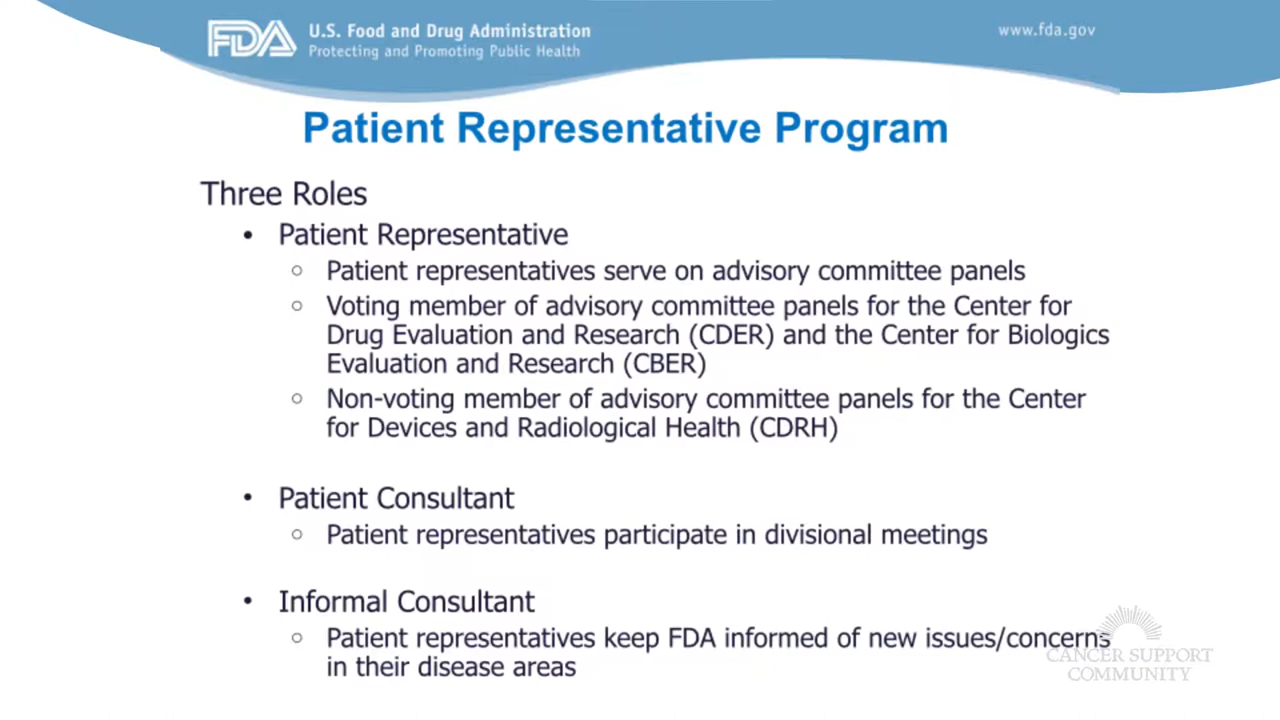 FDA
U.S. Food and Drug Administration
Protecting and Promoting Public Health
www.fda.gov
Patient Representative Program
Three Roles
• Patient Representative
○ Patient representatives serve on advisory committee panels
○ Voting member of advisory committee panels for the Center for
Drug Evaluation and Research (CDER) and the Center for Biologics
Evaluation and Research (CBER)
○ Non-voting member of advisory committee panels for the Center
for Devices and Radiological Health (CDRH)
• Patient Consultant
○ Patient representatives participate in divisional meetings
• Informal Consultant
○ Patient representatives keep FDA informed of new issues/concerns
in their disease areas
CANCER SUPPORT
COMMUNITY